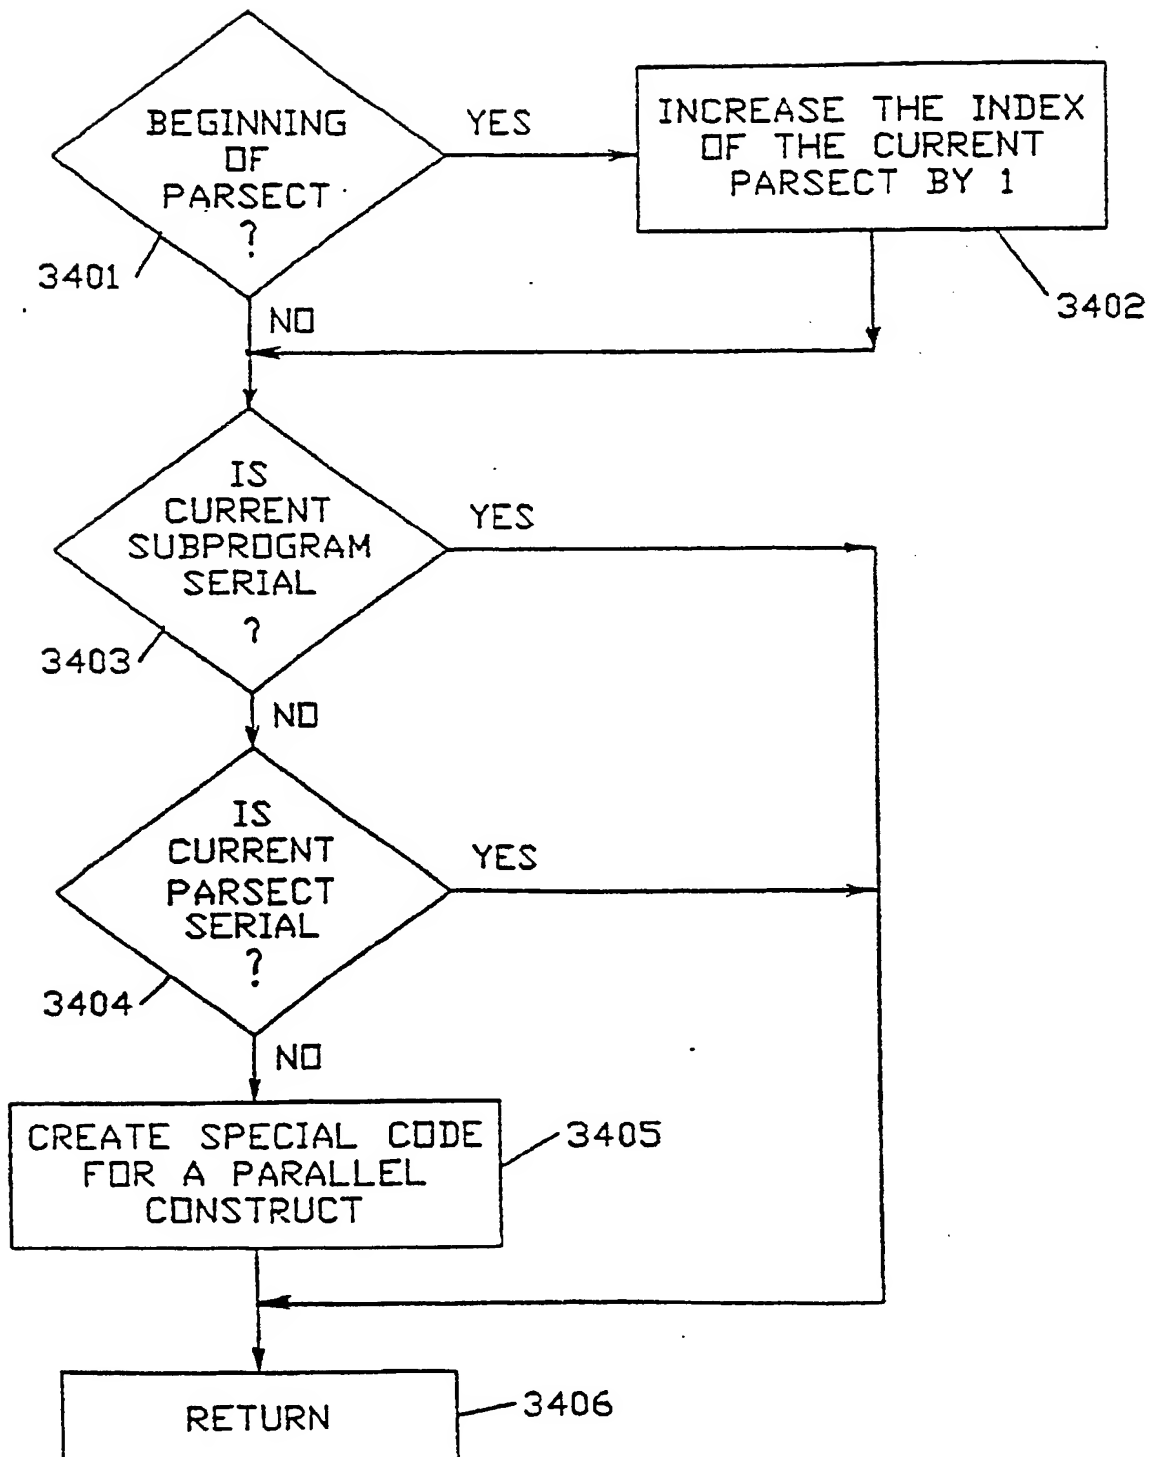 BEGINNING
OF
PARSECT
?
YES
INCREASE THE INDEX
OF THE CURRENT
PARSECT BY 1
3401
3402
NO
IS
CURRENT
SUBPROGRAM
SERIAL
?
YES
3403
NO
IS
CURRENT
PARSECT
SERIAL
?
YES
3404
NO
CREATE SPECIAL CODE
FOR A PARALLEL
CONSTRUCT
3405
RETURN
3406